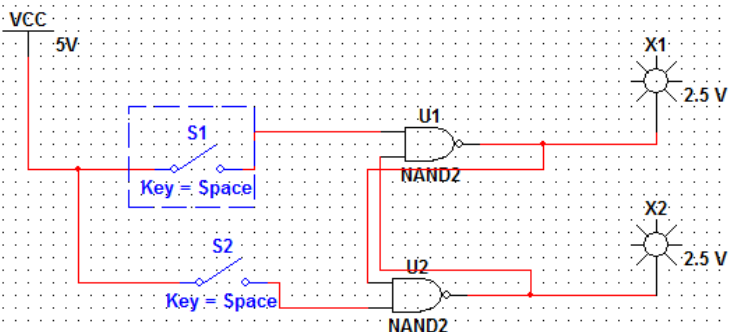 VCC
5V
X1
2.5 V
U1
S1
NAND2
Key = Space
X2
S2
2.5 V
U2
Key = Space
NAND2